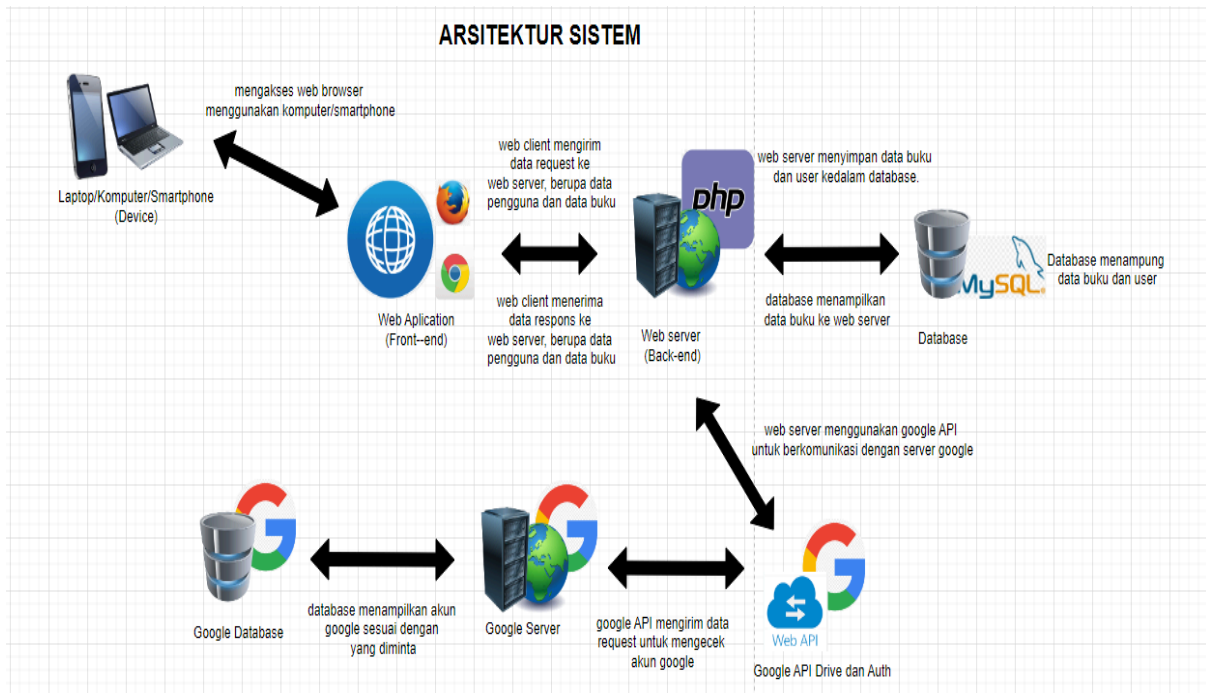 ARSITEKTUR SISTEM
mengakses web browser
menggunakan komputer/smartphone
Laptop/Komputer/Smartphone
(Device)
web client mengirim
data request ke
web server, berupa data
pengguna dan data buku
web client menerima
data respons ke
web server, berupa data
pengguna dan data buku
Web Aplication
(Front--end)
php
Web server
(Back-end)
web server menyimpan data buku
dan user kedalam database.
database menampilkan
data buku ke web server
MySQL
Database menampung
data buku dan user
Database
web server menggunakan google API
untuk berkomunikasi dengan server google
Google Database
database menampilkan akun
google sesuai dengan
yang diminta
Google Server
google API mengirim data
request untuk mengecek
akun google
Web API
Google API Drive dan Auth